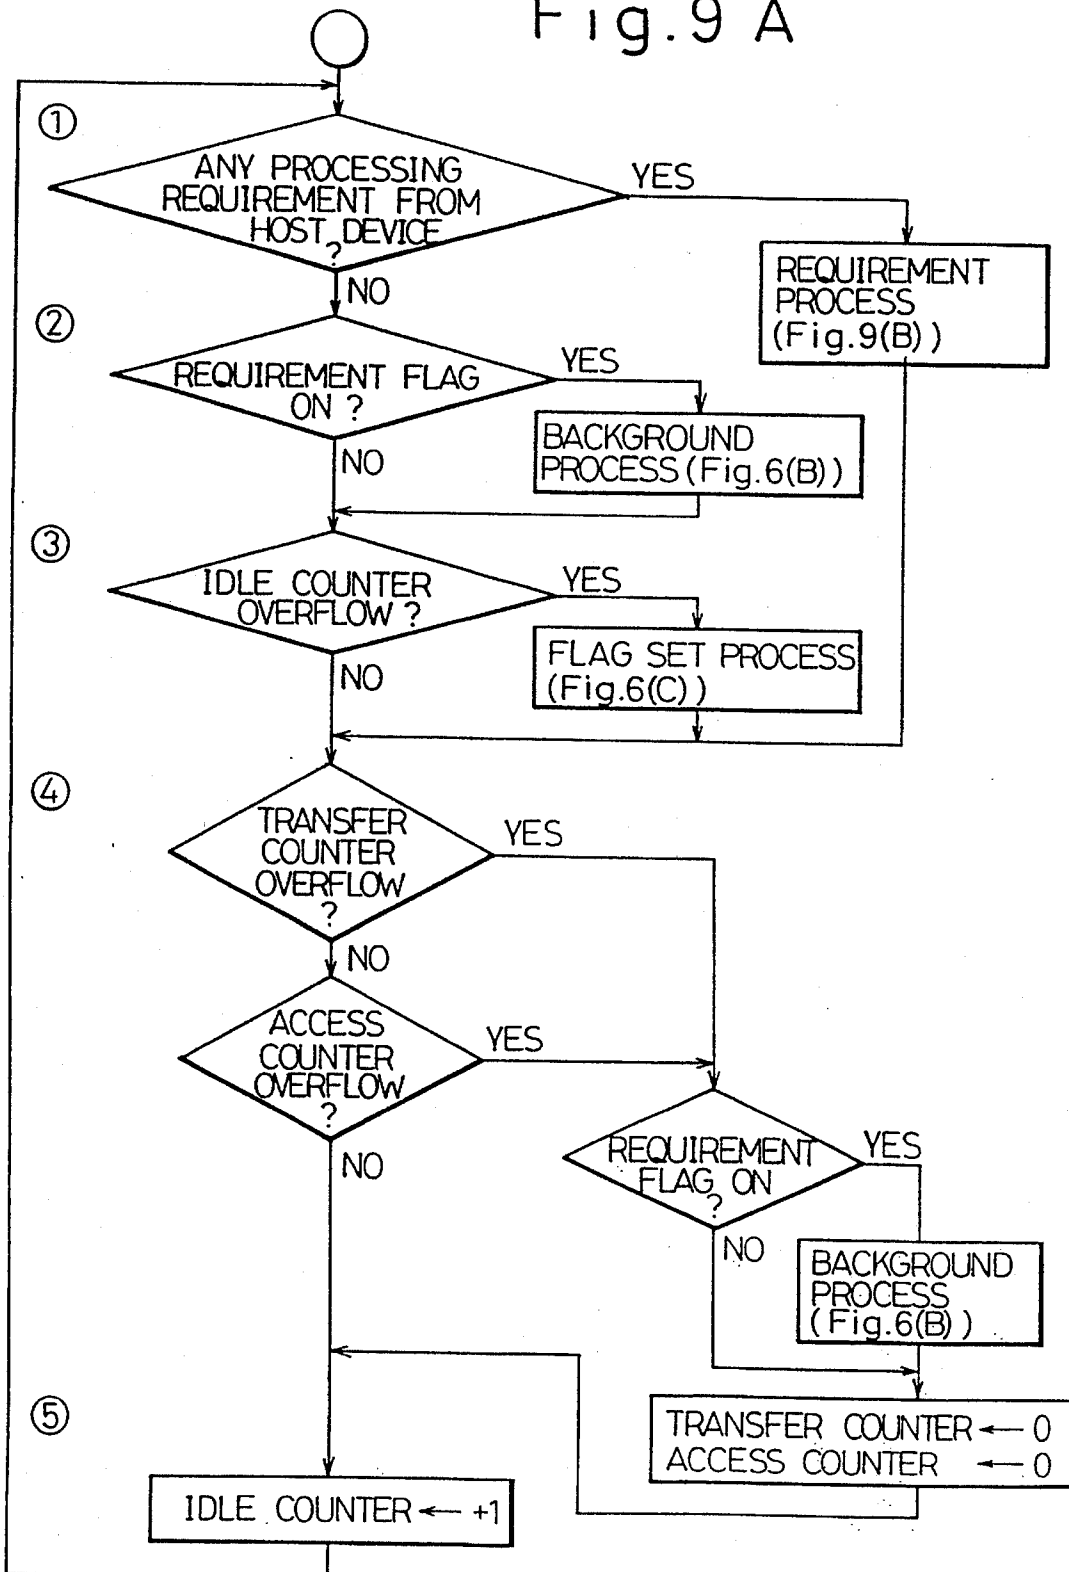 Fig. 9 A
①
ANY PROCESSING
REQUIREMENT FROM
HOST DEVICE
?
YES
NO
REQUIREMENT
PROCESS
(Fig.9(B))
②
REQUIREMENT FLAG
ON ?
YES
NO
BACKGROUND
PROCESS (Fig.6(B))
③
IDLE COUNTER
OVERFLOW ?
YES
NO
FLAG SET PROCESS
(Fig.6(C))
④
TRANSFER
COUNTER
OVERFLOW
?
YES
NO
ACCESS
COUNTER
OVERFLOW
?
YES
NO
REQUIREMENT
FLAG ON
?
YES
NO
BACKGROUND
PROCESS
(Fig.6(B))
TRANSFER COUNTER ← 0
ACCESS COUNTER ← 0
⑤
IDLE COUNTER ← +1